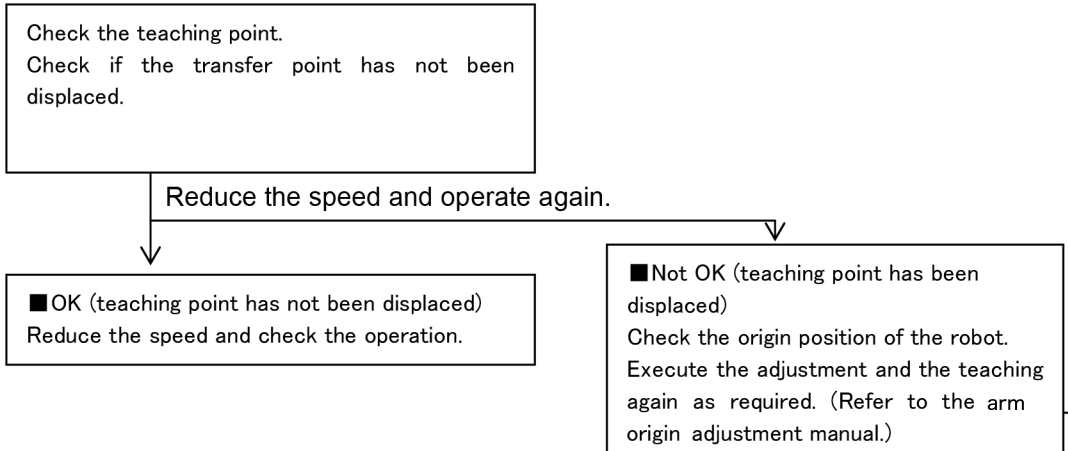 Check the teaching point.
Check if the transfer point has not been
displaced.
Reduce the speed and operate again.
■OK (teaching point has not been displaced)
Reduce the speed and check the operation.
■Not OK (teaching point has been
displaced)
Check the origin position of the robot.
Execute the adjustment and the teaching
again as required. (Refer to the arm
origin adjustment manual.)